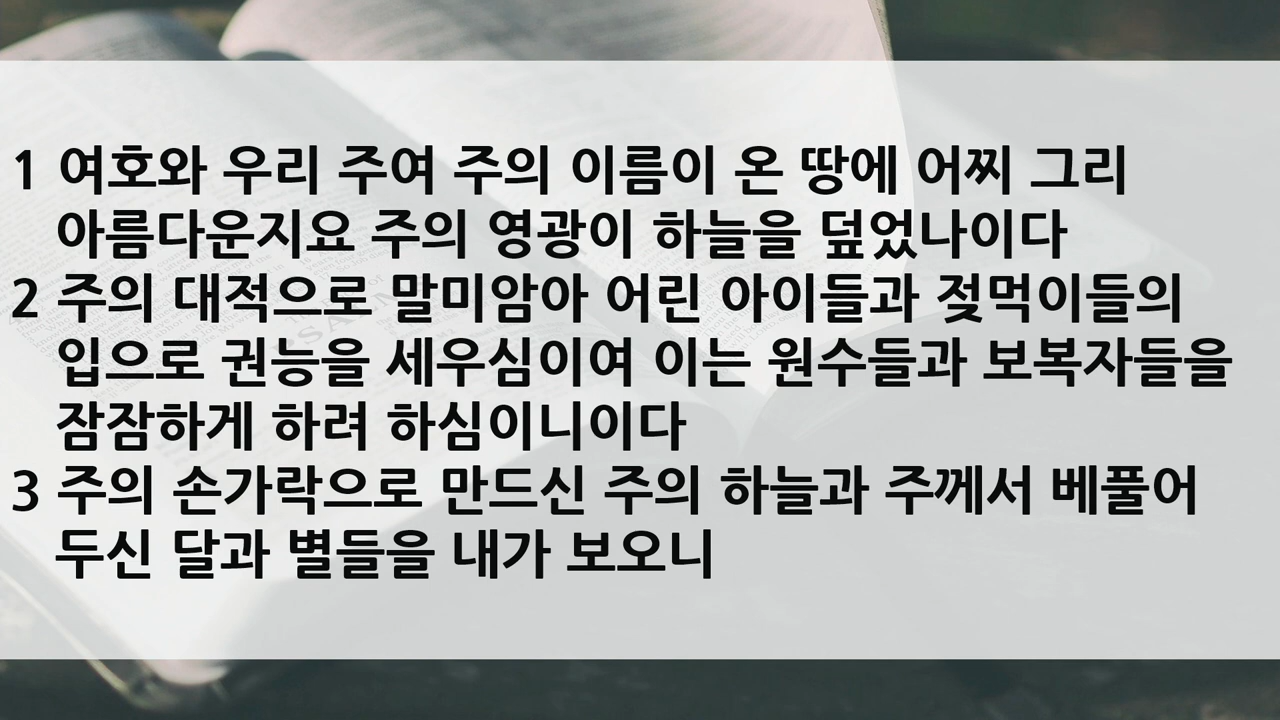 1 여호와 우리 주여 주의 이름이 온 땅에 어찌 그리
아름다운지요 주의 영광이 하늘을 덮었나이다
2 주의 대적으로 말미암아 어린 아이들과 젖먹이들의
입으로 권능을 세우심이여 이는 원수들과 보복자들을
잠잠하게 하려 하심이니이다
3 주의 손가락으로 만드신 주의 하늘과 주께서 베풀어
두신 달과 별들을 내가 보오니